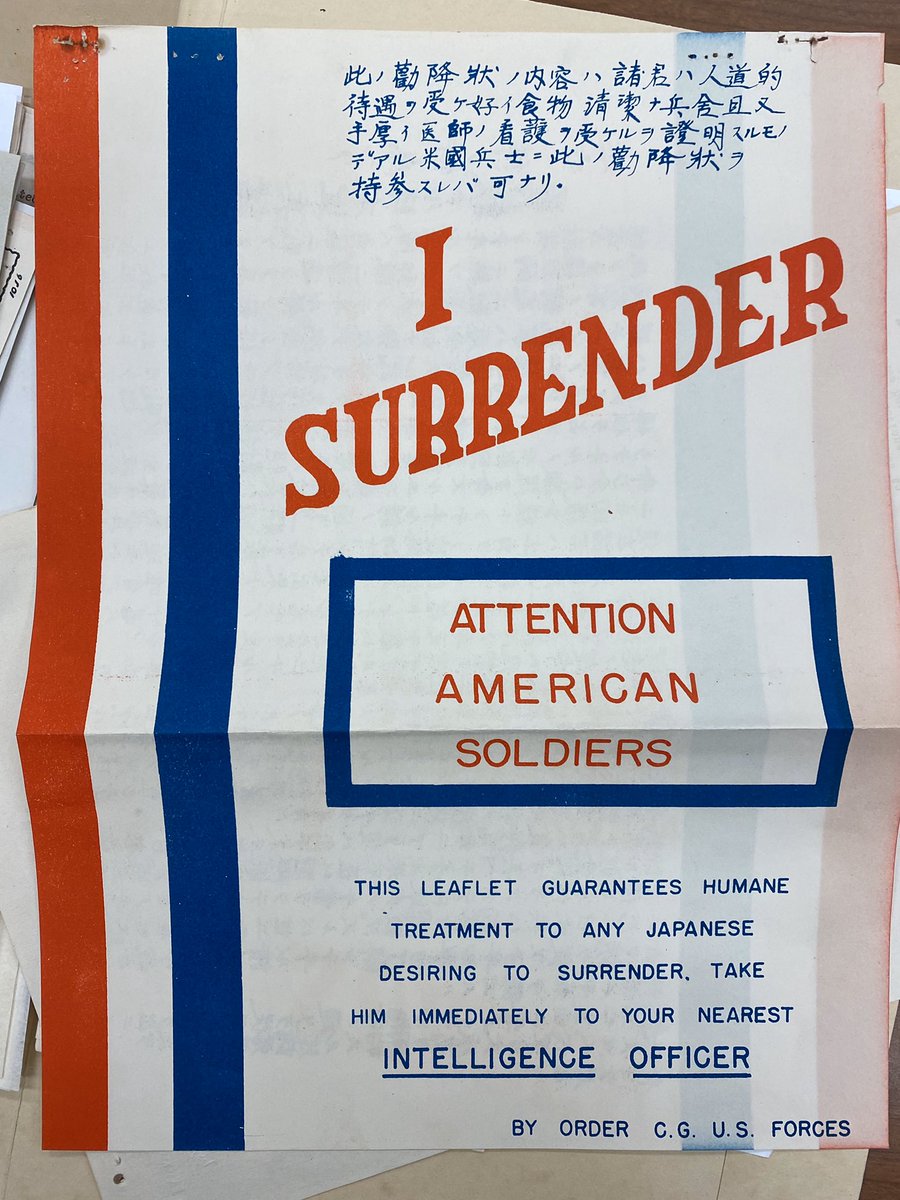 此ノ勸降狀ノ内容ハ諸君ハ人道的
待遇ヲ受ケ好イ食物清潔ナ兵舍且又
手厚イ医師ノ看護ヲ受ケルヲ證明スルモノ
デアル米國兵士ニ此ノ勸降狀ヲ
持参スレバ可ナリ.
I
SURRENDER
ATTENTION
AMERICAN
SOLDIERS
THIS LEAFLET GUARANTEES HUMANE
TREATMENT TO ANY JAPANESE
DESIRING TO SURRENDER. TAKE
HIM IMMEDIATELY TO YOUR NEAREST
INTELLIGENCE OFFICER
BY ORDER C.G. U.S. FORCES